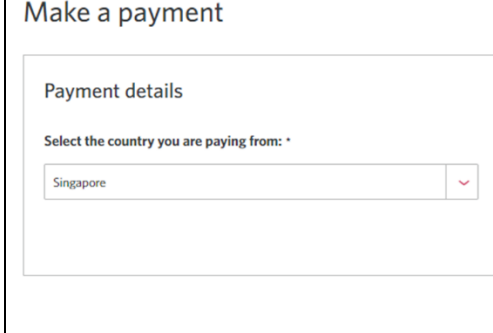 Make a payment
Payment details
Select the country you are paying from: *
Singapore